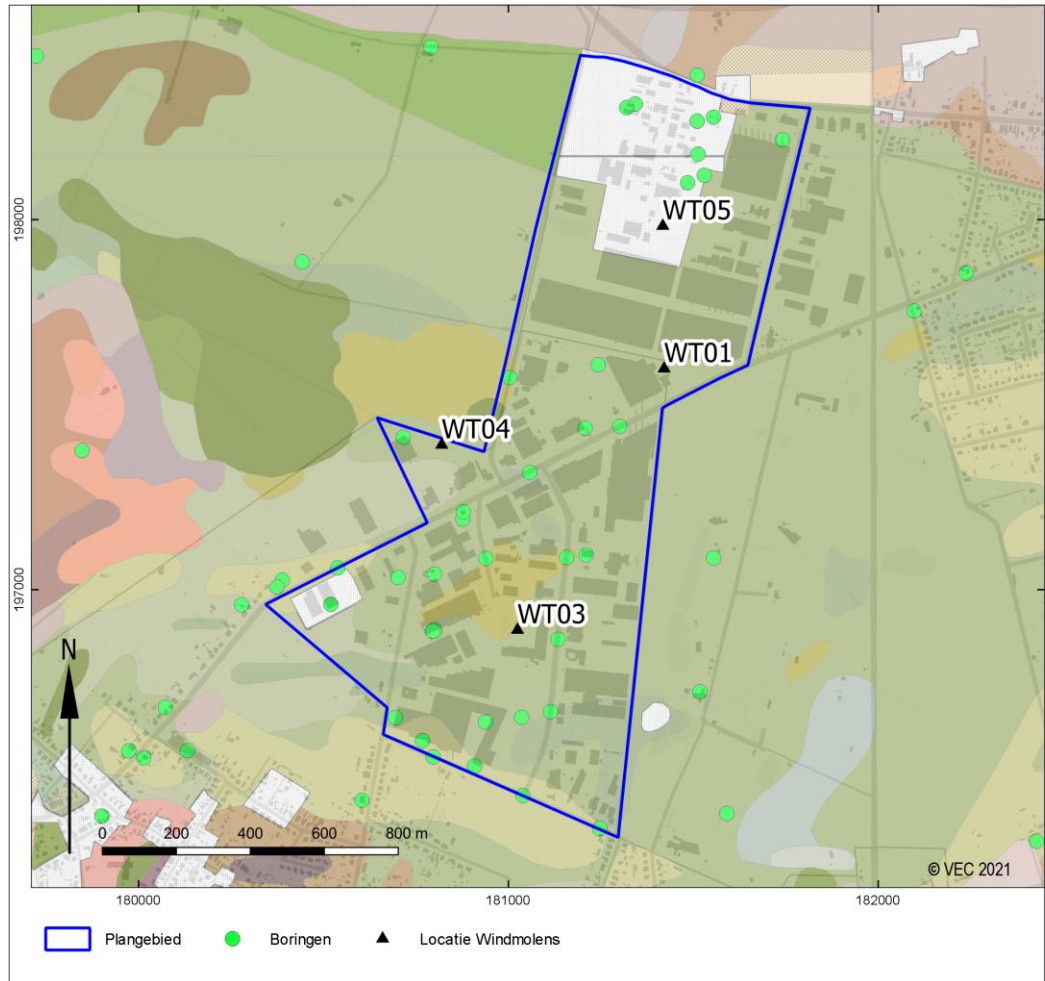 198000
197000
WT05
WT01
WT04
WT03
N
0 200 400 600 800 m
© VEC 2021
180000 181000 182000
Plangebied Boringen Locatie Windmolens